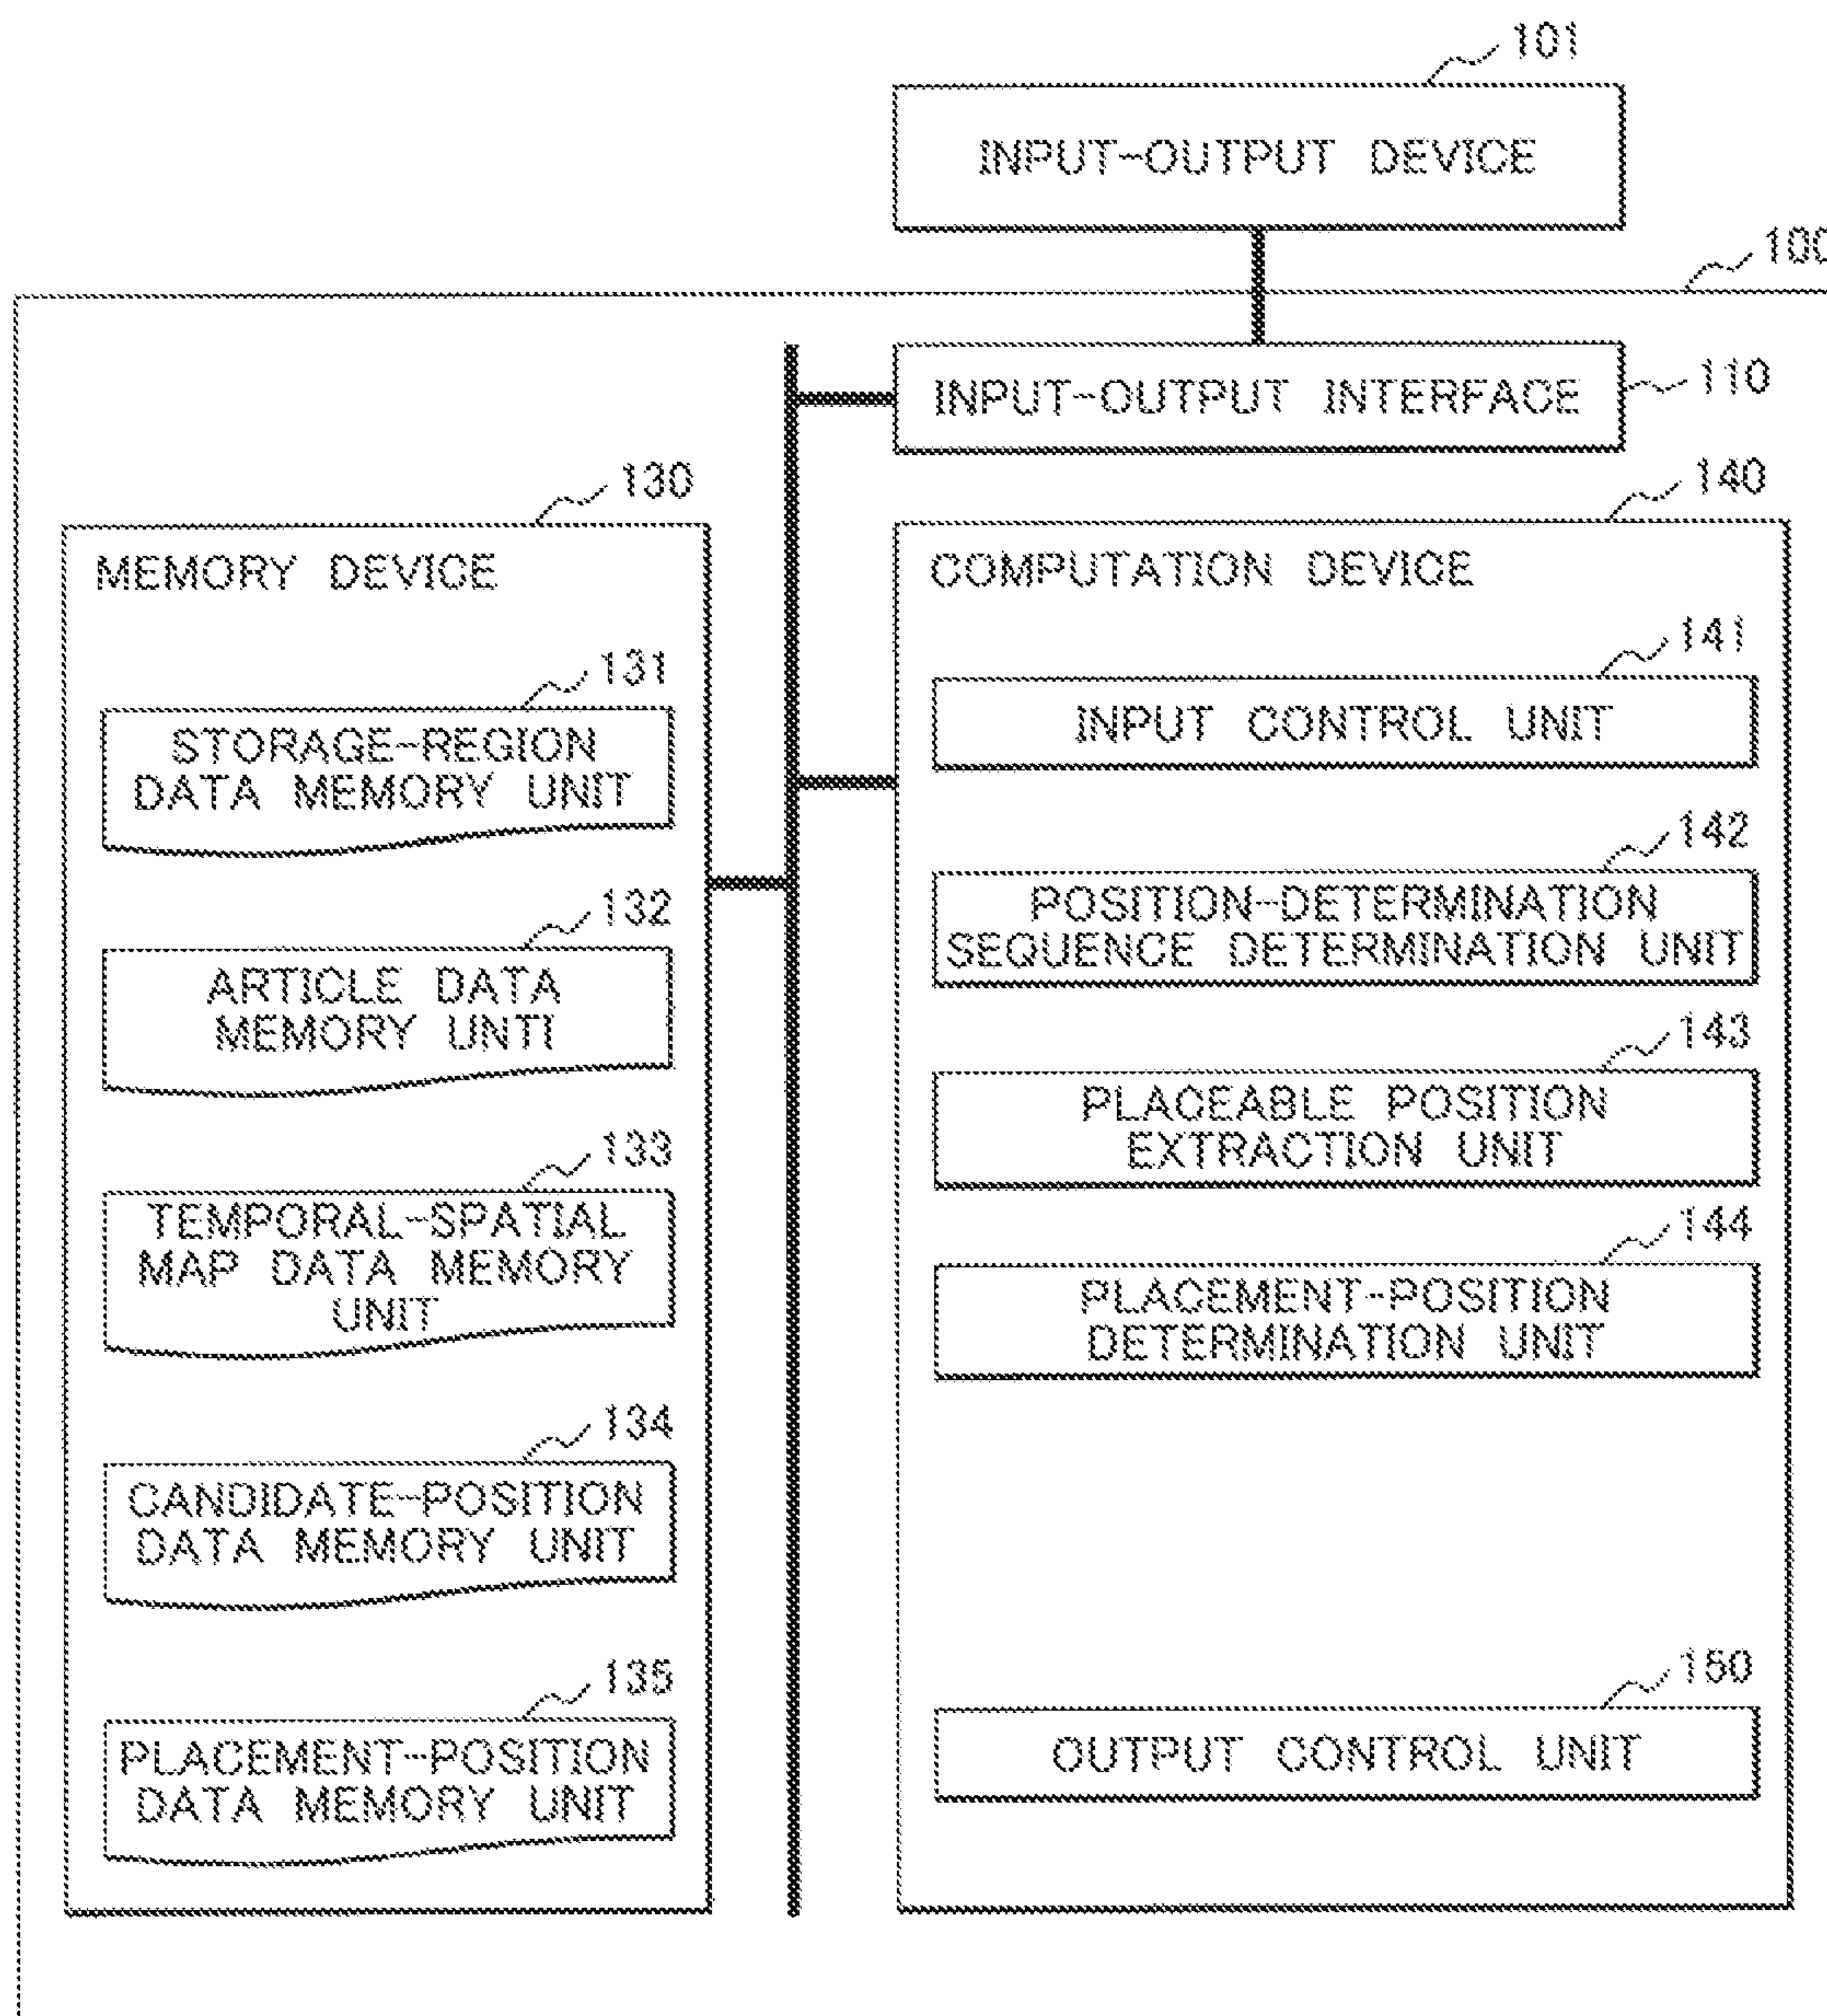 101
INPUT-OUTPUT DEVICE
100
INPUT-OUTPUT INTERFACE
110
130
MEMORY DEVICE
131
STORAGE-REGION
DATA MEMORY UNIT
132
ARTICLE DATA
MEMORY UNTI
133
TEMPORAL-SPATIAL
MAP DATA MEMORY
UNIT
134
CANDIDATE-POSITION
DATA MEMORY UNIT
135
PLACEMENT-POSITION
DATA MEMORY UNIT
140
COMPUTATION DEVICE
141
INPUT CONTROL UNIT
142
POSITION-DETERMINATION
SEQUENCE DETERMINATION UNIT
143
PLACEABLE POSITION
EXTRACTION UNIT
144
PLACEMENT-POSITION
DETERMINATION UNIT
150
OUTPUT CONTROL UNIT